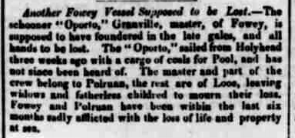 Another Fowey Vessel Supposed to be Lost.—The
schooner "Oporto," Grenville, master, of Fowey, is
supposed to have foundered in the late gales, and all
hands to be lost. The "Oporto," sailed from Holyhead
three weeks ago with a cargo of coals for Pool, and has
not since been heard of. The master and part of the
crew belong to Polruan, the rest are of Looe, having
widows and fatherless childred to mourn their loss.
Fowey and Polruan have been within the last six
months sadly afflicted with the loss of life and property
at sea.